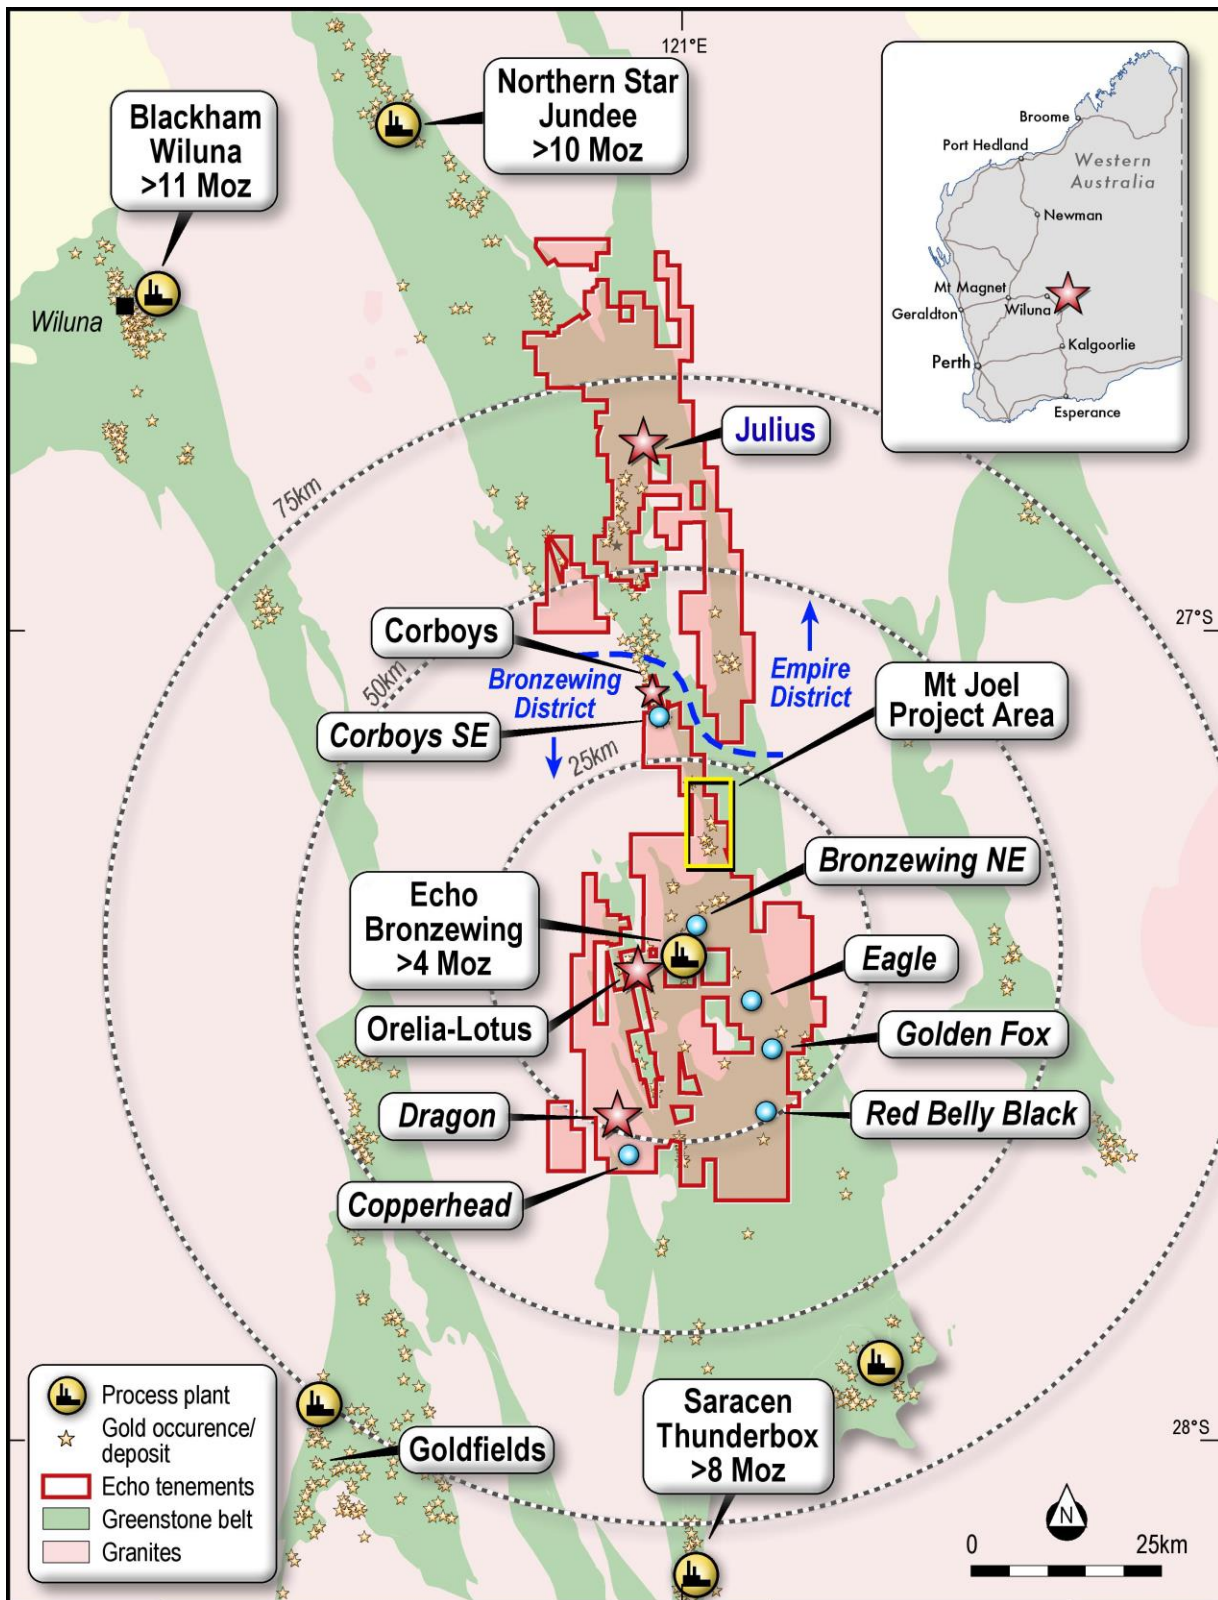 121°E
Northern Star
Jundee
>10 Moz
Blackham
Wiluna
>11 Moz
Wiluna
Broome
Port Hedland
Western
Australia
Newman
Mt Magnet
Wiluna
Geraldton
Kalgoorlie
Perth
Esperance
Julius
75km
27°S
Corboys
50km
Bronzewing
District
Empire
District
Mt Joel
Project Area
Corboys SE
25km
Bronzewing NE
Echo
Bronzewing
>4 Moz
Eagle
Orelia-Lotus
Golden Fox
Dragon
Red Belly Black
Copperhead
Process plant
Gold occurence/
deposit
Echo tenements
Greenstone belt
Granites
Goldfields
Saracen
Thunderbox
>8 Moz
28°S
N
0
25km